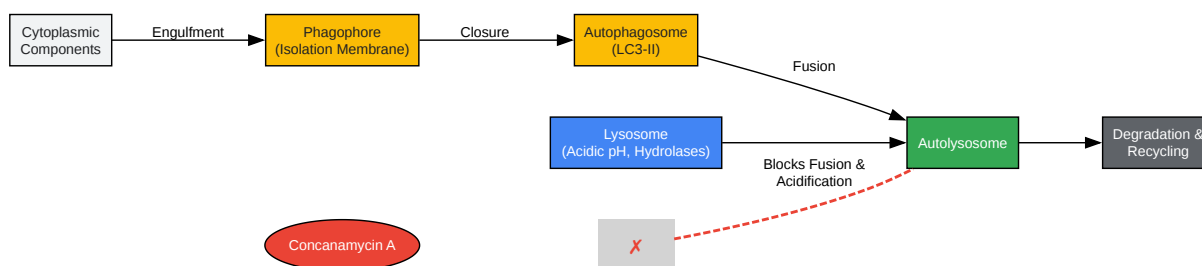 Cytoplasmic
Components
Engulfment
Phagophore
(Isolation Membrane)
Closure
Autophagosome
(LC3-II)
Fusion
Lysosome
(Acidic pH, Hydrolases)
Blocks Fusion &
Acidification
Autolysosome
Degradation &
Recycling
Concanamycin A
✗